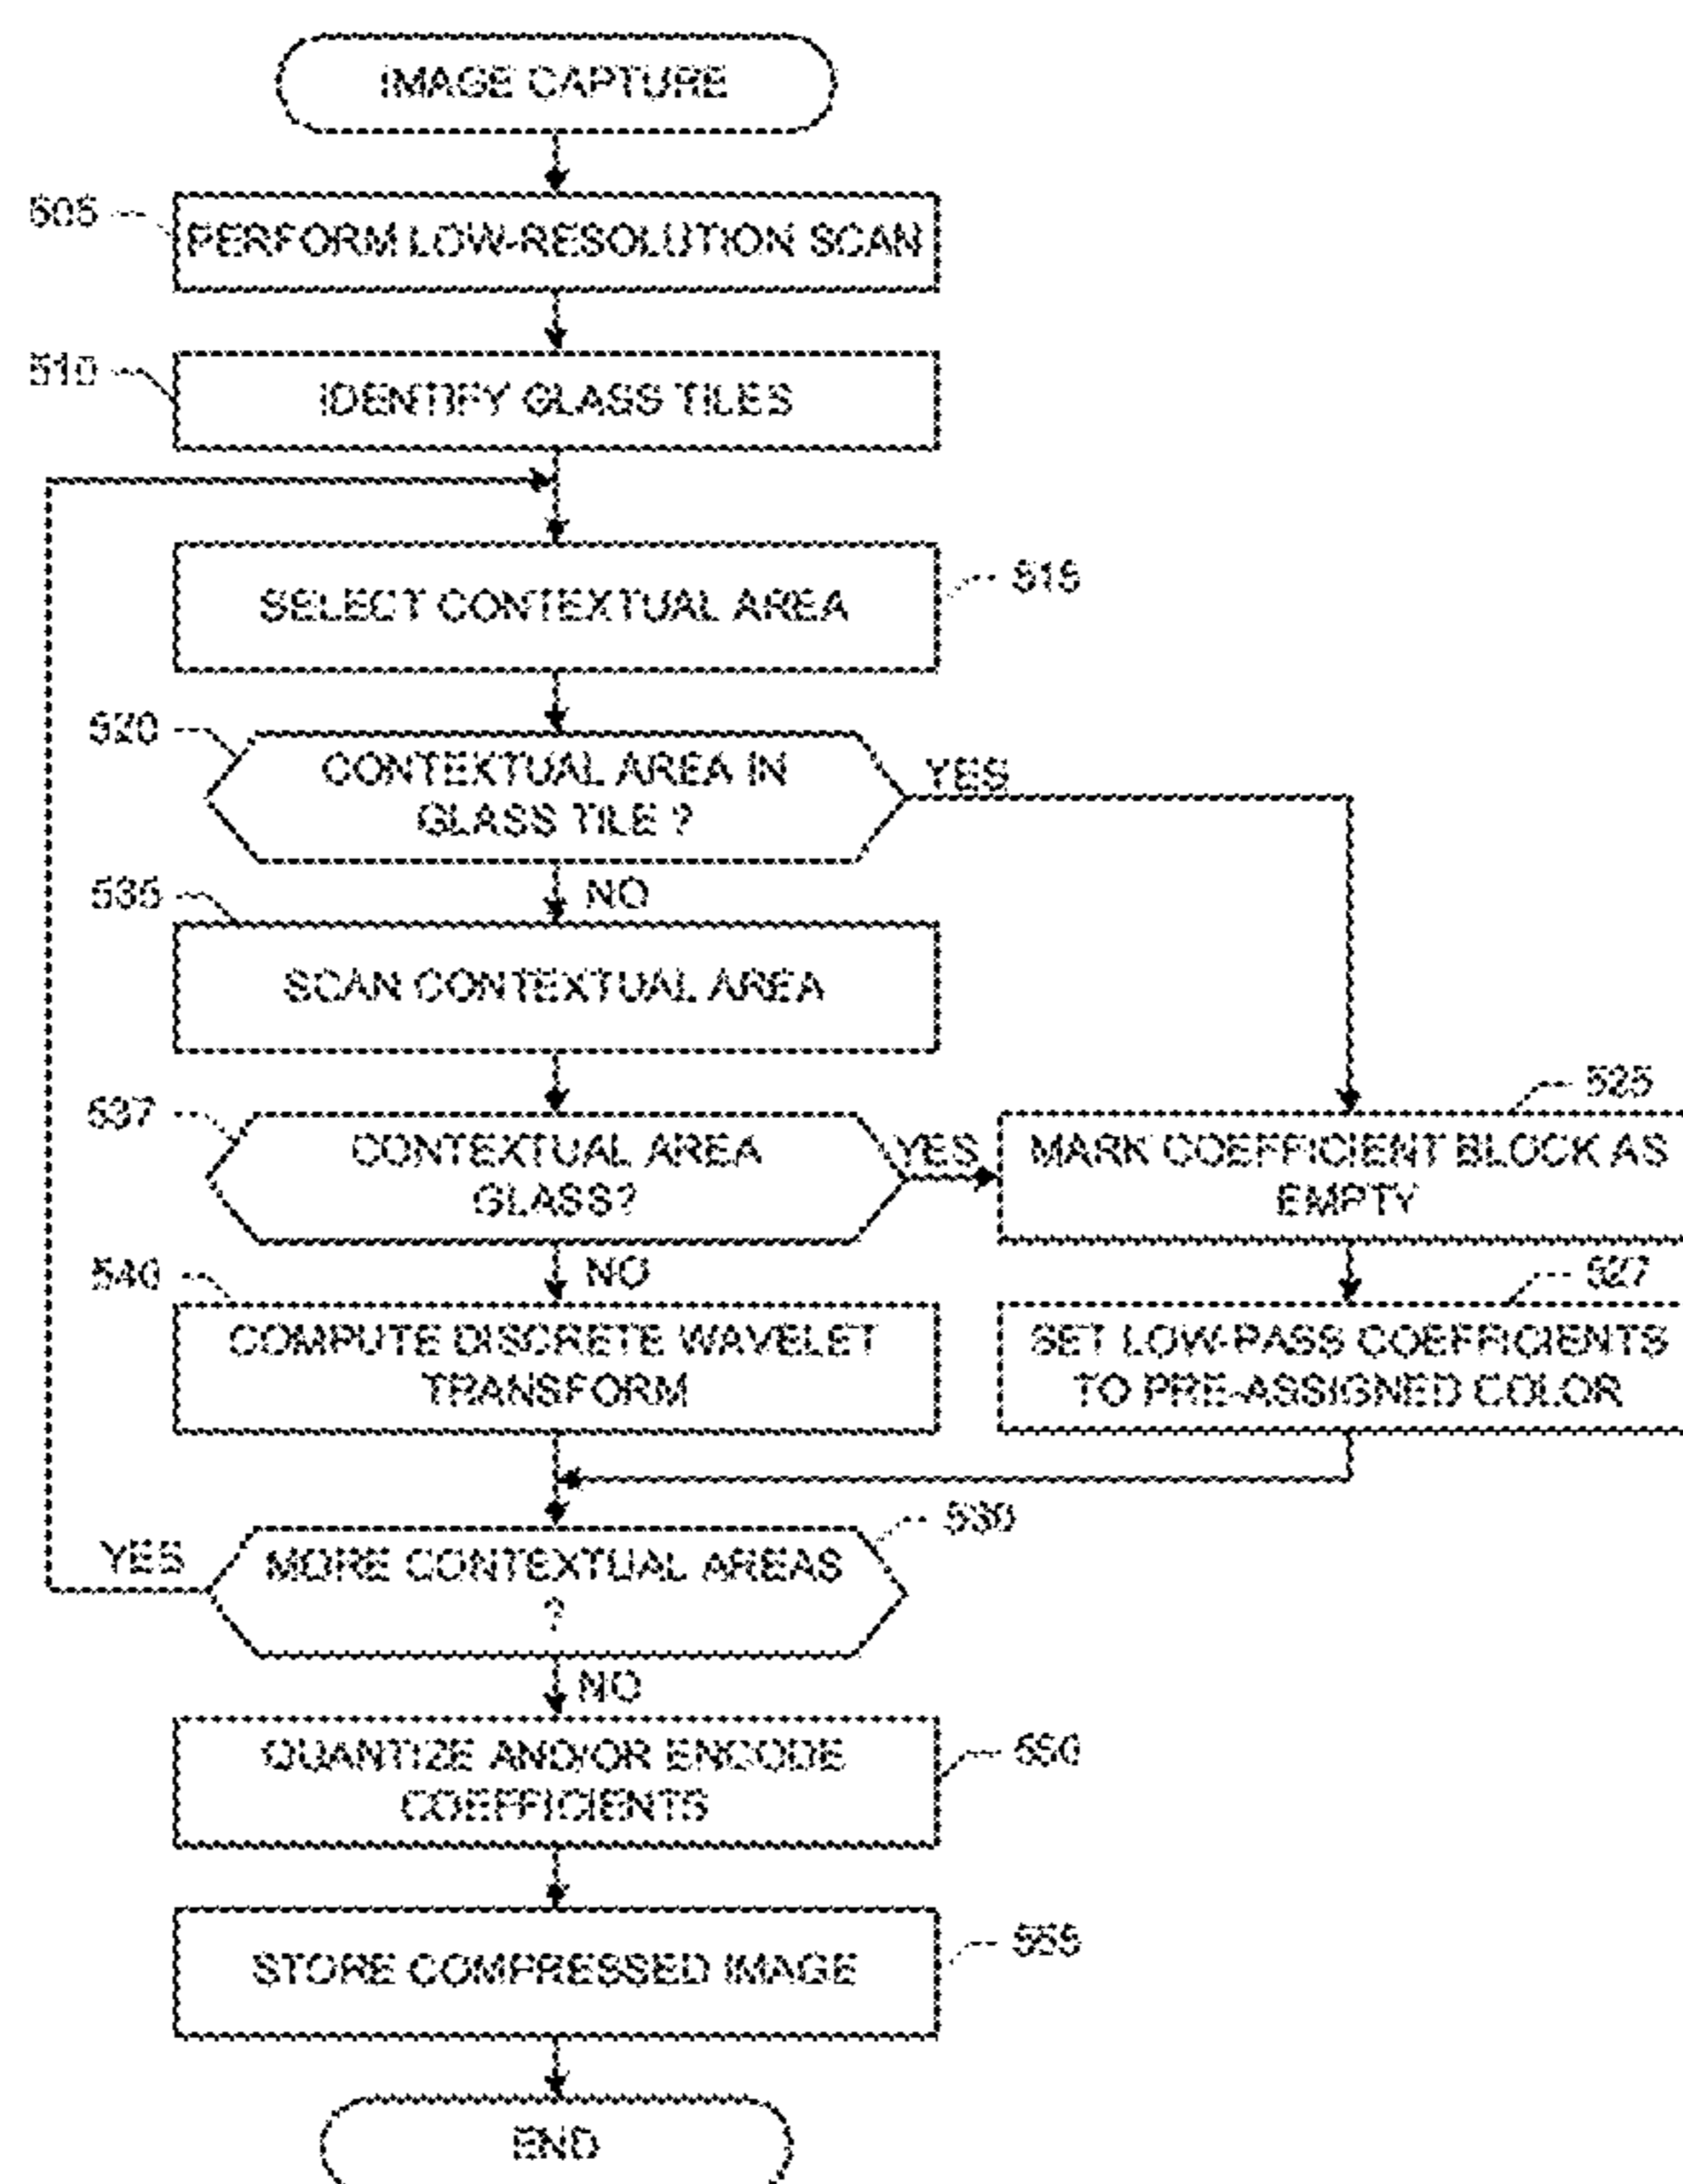 IMAGE CAPTURE
505
PERFORM LOW-RESOLUTION SCAN
510
IDENTIFY GLASS TILES
515
SELECT CONTEXTUAL AREA
520
CONTEXTUAL AREA IN
GLASS TILE ?
YES
NO
535
SCAN CONTEXTUAL AREA
537
CONTEXTUAL AREA
GLASS?
YES
525
MARK COEFFICIENT BLOCK AS
EMPTY
NO
540
COMPUTE DISCRETE WAVELET
TRANSFORM
527
SET LOW-PASS COEFFICIENTS
TO PRE-ASSIGNED COLOR
530
YES
MORE CONTEXTUAL AREAS
?
NO
550
QUANTIZE AND/OR ENCODE
COEFFICIENTS
555
STORE COMPRESSED IMAGE
END